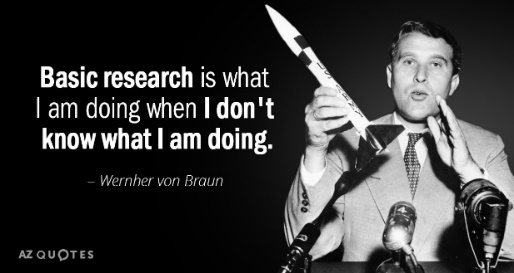 Basic research is what
I am doing when I don't
know what I am doing.
– Wernher von Braun
AZ QUOTES